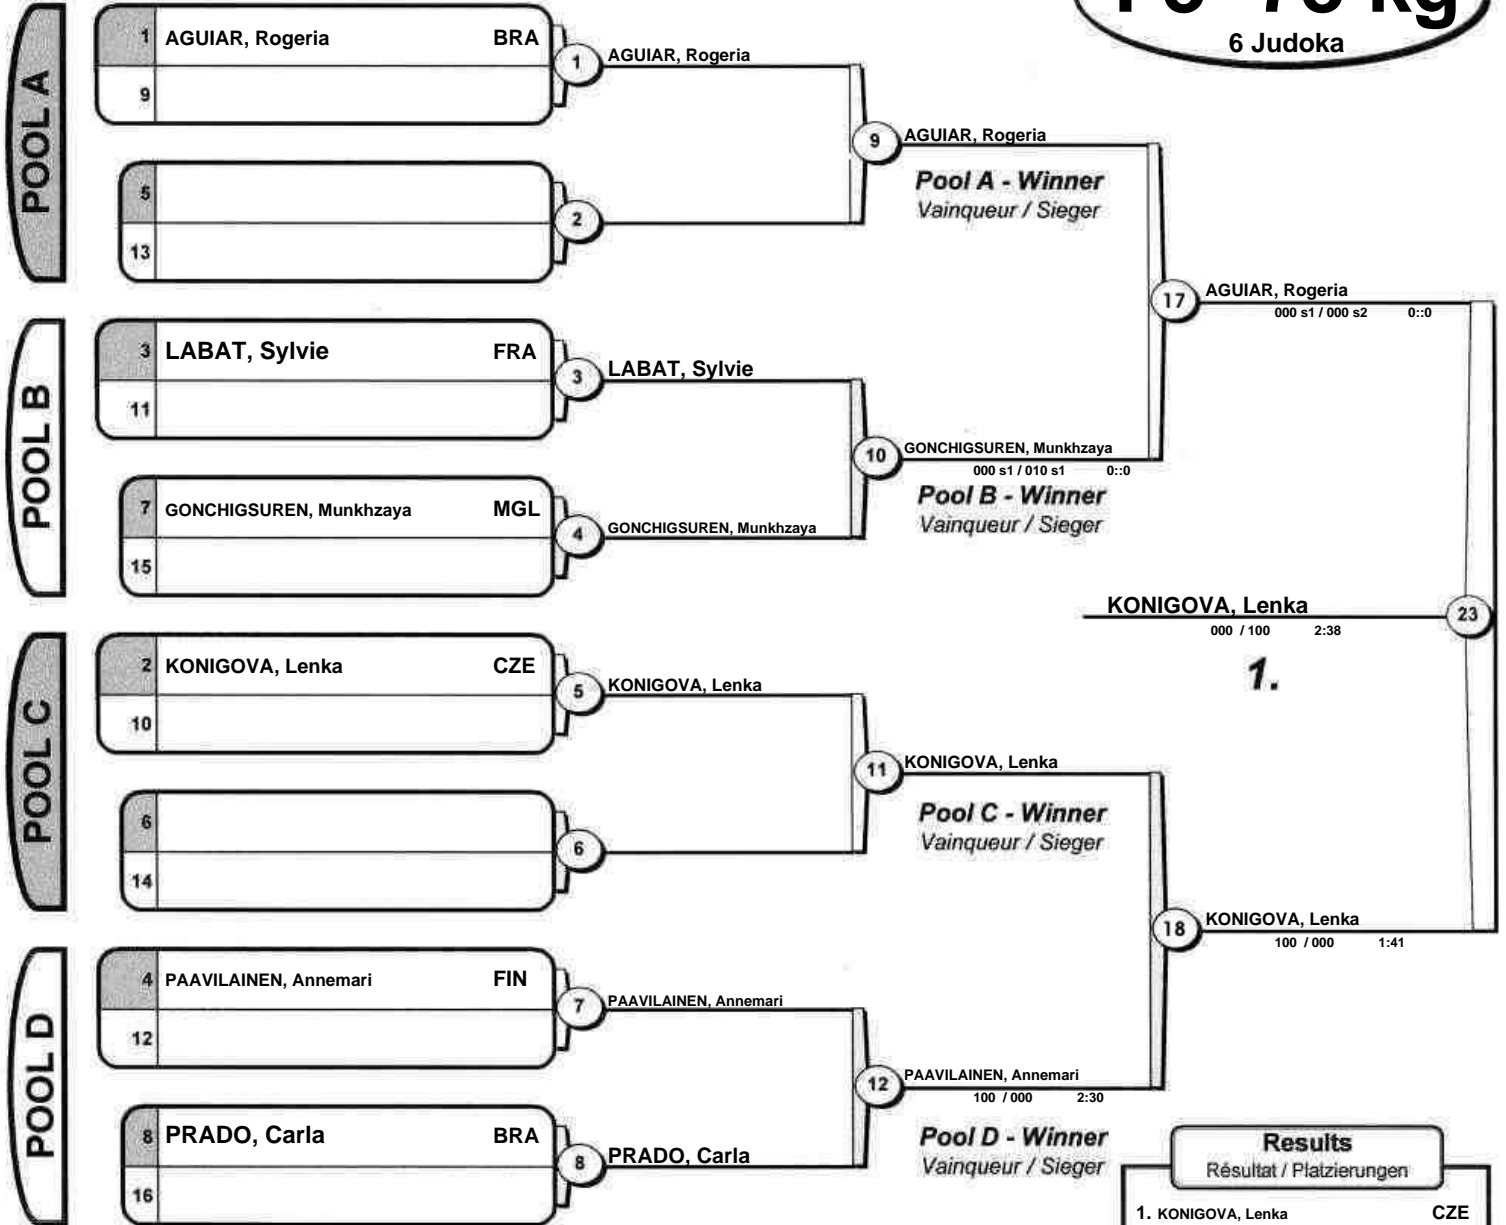 6 Judoka
POOL A
1 AGUIAR, Rogeria BRA
9
1 AGUIAR, Rogeria
5
13
2
9 AGUIAR, Rogeria
Pool A - Winner
Vainqueur / Sieger
POOL B
3 LABAT, Sylvie FRA
11
3 LABAT, Sylvie
7 GONCHIGSUREN, Munkhzaya MGL
15
4 GONCHIGSUREN, Munkhzaya
10 GONCHIGSUREN, Munkhzaya
000 s1 / 010 s1 0::0
Pool B - Winner
Vainqueur / Sieger
17 AGUIAR, Rogeria
000 s1 / 000 s2 0::0
KONIGOVA, Lenka 23
000 / 100 2:38
1.
POOL C
2 KONIGOVA, Lenka CZE
10
5 KONIGOVA, Lenka
6
14
6
11 KONIGOVA, Lenka
Pool C - Winner
Vainqueur / Sieger
18 KONIGOVA, Lenka
100 / 000 1:41
POOL D
4 PAAVILAINEN, Annemari FIN
12
7 PAAVILAINEN, Annemari
8 PRADO, Carla BRA
16
8 PRADO, Carla
12 PAAVILAINEN, Annemari
100 / 000 2:30
Pool D - Winner
Vainqueur / Sieger
Results
Résultat / Platzierungen
1. KONIGOVA, Lenka CZE